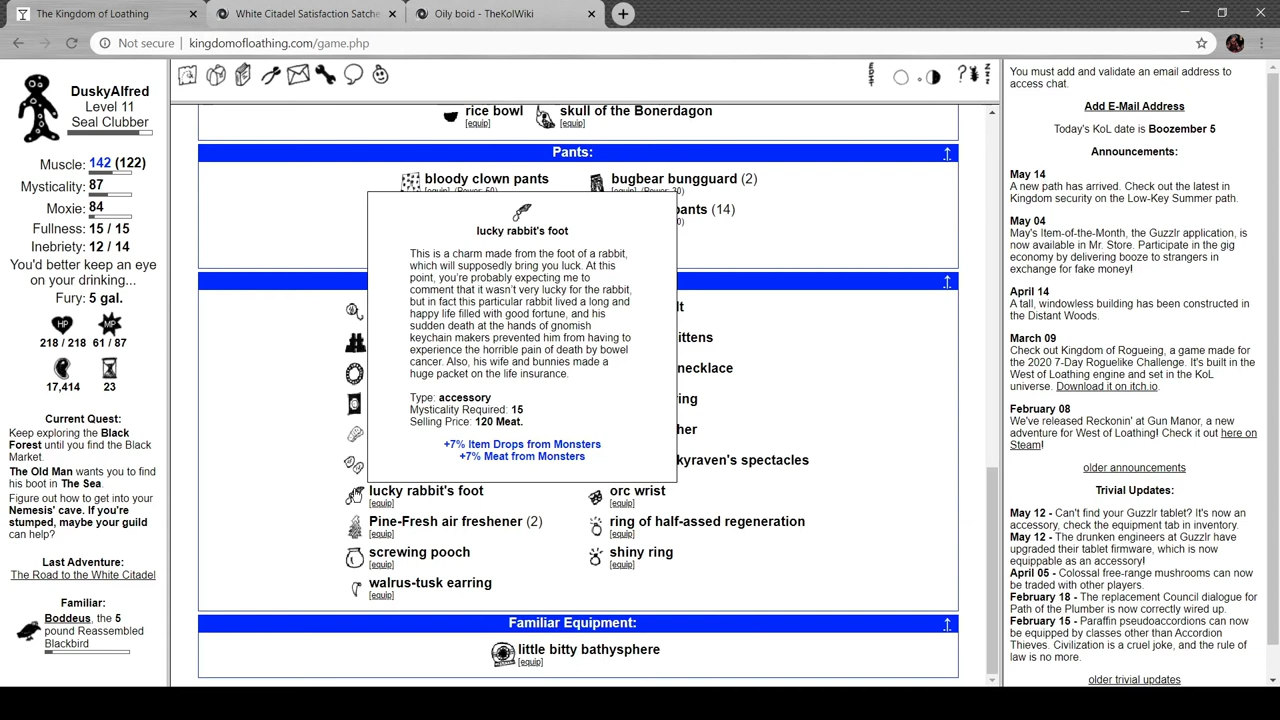 The Kingdom of Loathing
White Citadel Satisfaction Satche
Oily boid - TheKolWiki
Not secure | kingdomofloathing.com/game.php
DuskyAlfred
Level 11
Seal Clubber
Muscle: 142 (122)
Mysticality: 87
Moxie: 84
Fullness: 15 / 15
Inebriety: 12 / 14
You'd better keep an eye
on your drinking...
Fury: 5 gal.
HP
MP
218 / 218
61 / 87
17,414
23
Current Quest:
Keep exploring the Black
Forest until you find the Black
Market.
The Old Man wants you to find
his boot in The Sea.
Figure out how to get into your
Nemesis' cave. If you're
stumped, maybe your guild
can help?
Last Adventure:
The Road to the White Citadel
Familiar:
Boddeus, the 5
pound Reassembled
Blackbird
rice bowl
[equip]
skull of the Bonerdagon
[equip]
Pants:
bloody clown pants
bugbear bungguard (2)
pants (14)
lucky rabbit's foot
This is a charm made from the foot of a rabbit,
which will supposedly bring you luck. At this
point, you're probably expecting me to
comment that it wasn't very lucky for the rabbit,
but in fact this particular rabbit lived a long and
happy life filled with good fortune, and his
sudden death at the hands of gnomish
keychain makers prevented him from having to
experience the horrible pain of death by bowel
cancer. Also, his wife and bunnies made a
huge packet on the life insurance.
Type: accessory
Mysticality Required: 15
Selling Price: 120 Meat.
+7% Item Drops from Monsters
+7% Meat from Monsters
lt
ittens
necklace
ring
her
kyraven's spectacles
lucky rabbit's foot
[equip]
orc wrist
[equip]
Pine-Fresh air freshener (2)
[equip]
ring of half-assed regeneration
[equip]
screwing pooch
[equip]
shiny ring
[equip]
walrus-tusk earring
[equip]
Familiar Equipment:
little bitty bathysphere
[equip]
You must add and validate an email address to
access chat.
Add E-Mail Address
Today's KoL date is Boozember 5
Announcements:
May 14
A new path has arrived. Check out the latest in
Kingdom security on the Low-Key Summer path.
May 04
May's Item-of-the-Month, the Guzzlr application, is
now available in Mr. Store. Participate in the gig
economy by delivering booze to strangers in
exchange for fake money!
April 14
A tall, windowless building has been constructed in
the Distant Woods.
March 09
Check out Kingdom of Rogueing, a game made for
the 2020 7-Day Roguelike Challenge. It's built in the
West of Loathing engine and set in the KoL
universe. Download it on itch.io.
February 08
We've released Reckonin' at Gun Manor, a new
adventure for West of Loathing! Check it out here on
Steam!
older announcements
Trivial Updates:
May 12 - Can't find your Guzzlr tablet? It's now an
accessory, check the equipment tab in inventory.
May 12 - The drunken engineers at Guzzlr have
upgraded their tablet firmware, which is now
equippable as an accessory!
April 05 - Colossal free-range mushrooms can now
be traded with other players.
February 18 - The replacement Council dialogue for
Path of the Plumber is now correctly wired up.
February 15 - Paraffin pseudoaccordions can now
be equipped by classes other than Accordion
Thieves. Civilization is a cruel joke, and the rule of
law is no more.
older trivial updates